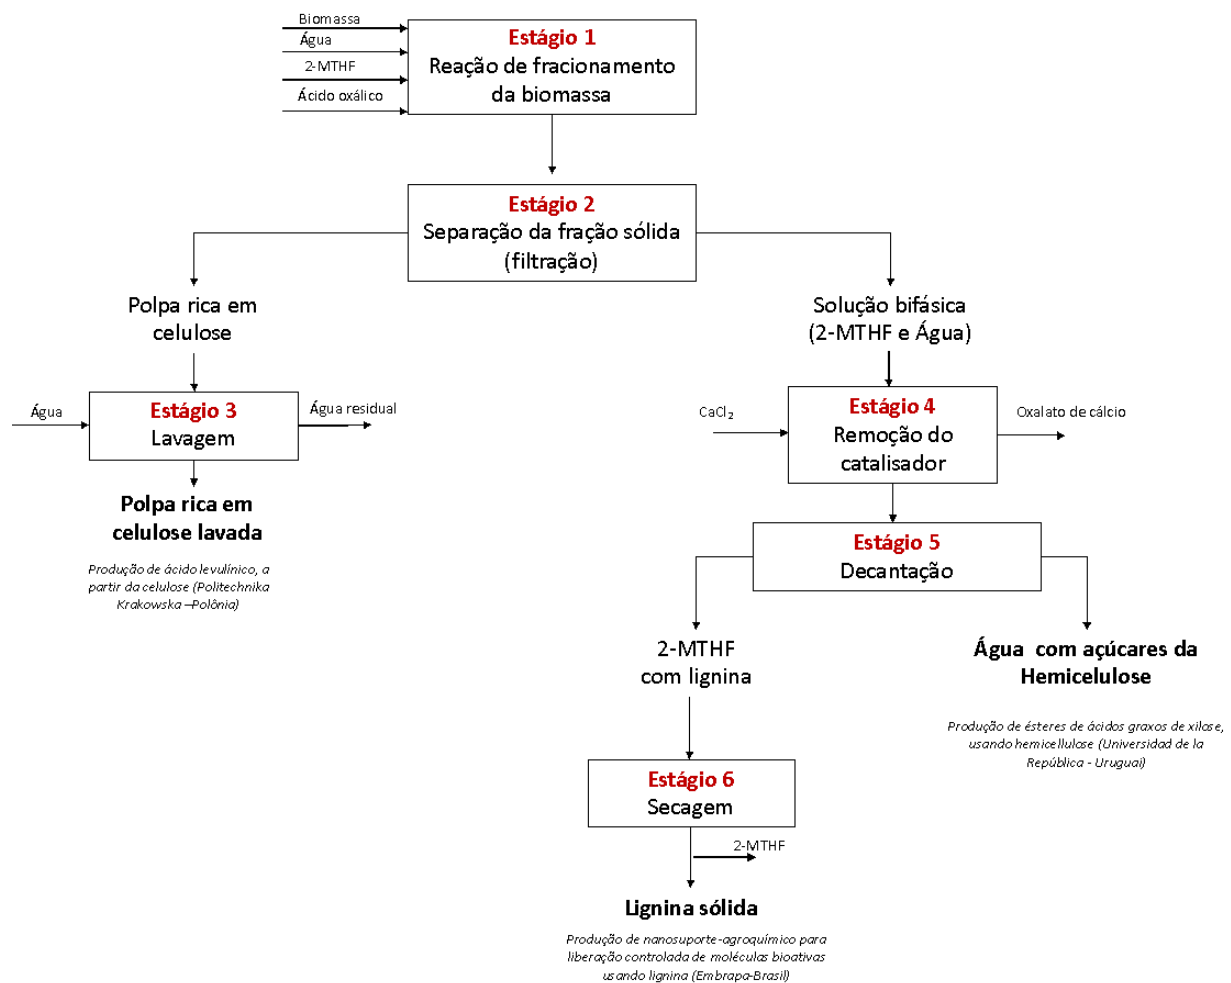 Biomassa
Água
2-MTHF
Ácido oxálico
Estágio 1
Reação de fracionamento
da biomassa
Estágio 2
Separação da fração sólida
(filtração)
Polpa rica em
celulose
Solução bifásica
(2-MTHF e Água)
Água
Estágio 3
Lavagem
Água residual
CaCl₂
Estágio 4
Remoção do
catalisador
Oxalato de cálcio
Polpa rica em
celulose lavada
Produção de ácido levulínico, a
partir da celulose (Politechnika
Krakowska –Polônia)
Estágio 5
Decantação
2-MTHF
com lignina
Água com açúcares da
Hemicelulose
Produção de ésteres de ácidos graxos de xilose,
usando hemicellulose (Universidad de la
República - Uruguai)
Estágio 6
Secagem
2-MTHF
Lignina sólida
Produção de nanosuporte-agroquímico para
liberação controlada de moléculas bioativas
usando lignina (Embrapa-Brasil)